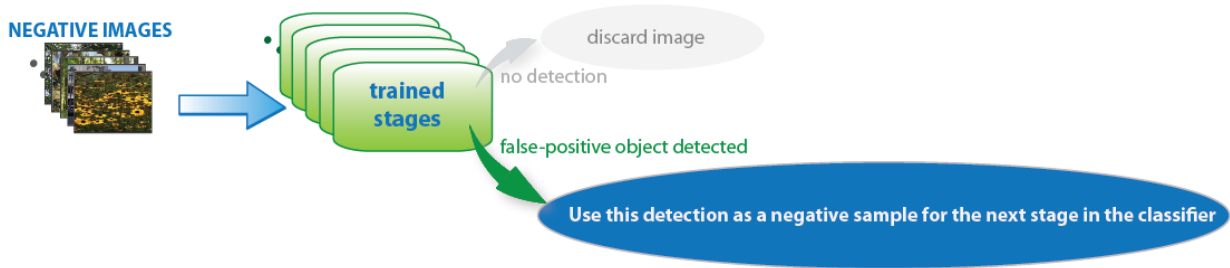 NEGATIVE IMAGES
discard image
no detection
trained
stages
false-positive object detected
Use this detection as a negative sample for the next stage in the classifier